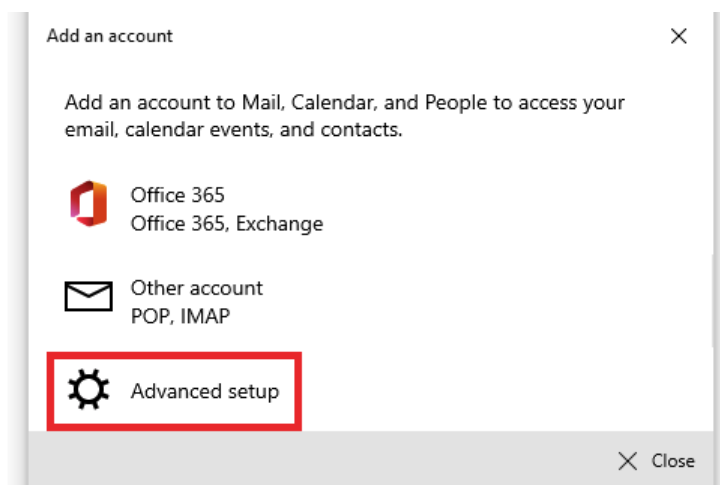 Add an account
Add an account to Mail, Calendar, and People to access your
email, calendar events, and contacts.
Office 365
Office 365, Exchange
Other account
POP, IMAP
Advanced setup
Close